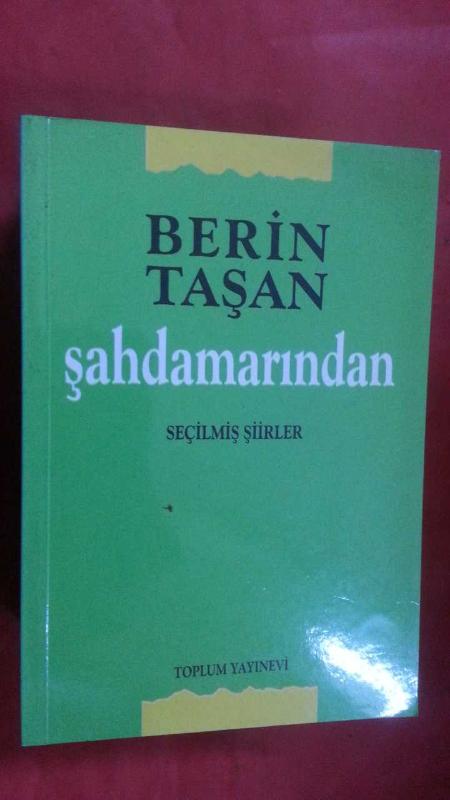 BERİN
TAŞAN
şahdamarından
SEÇİLMİŞ ŞİİRLER
TOPLUM YAYINEVİ